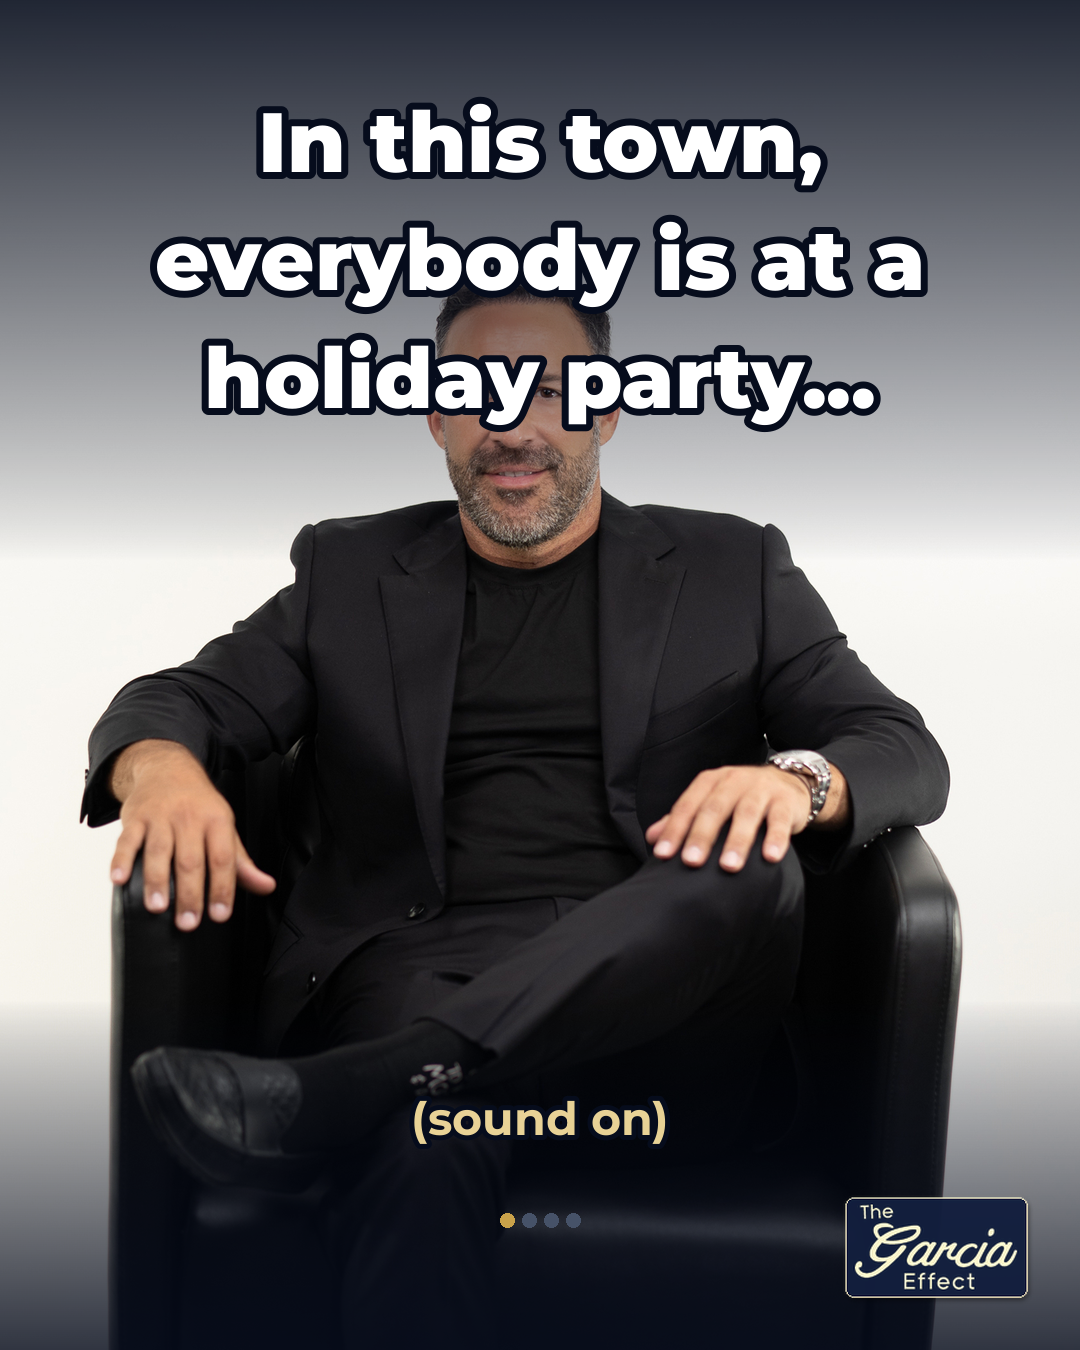 In this town,
everybody is at a
holiday party...
(sound on)
The
Garcia
Effect